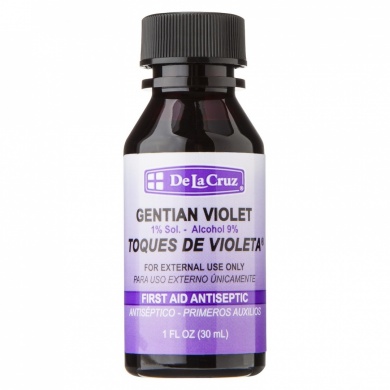 De La Cruz
GENTIAN VIOLET
1% Sol. - Alcohol 9%
TOQUES DE VIOLETA®
FOR EXTERNAL USE ONLY
PARA USO EXTERNO ÚNICAMENTE
FIRST AID ANTISEPTIC
ANTISÉPTICO - PRIMEROS AUXILIOS
1 FL OZ (30 mL)